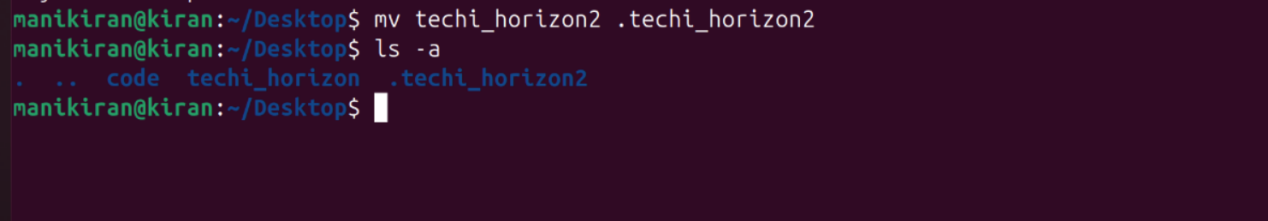 manikiran@kiran:~/Desktop$ mv techi_horizon2 .techi_horizon2
manikiran@kiran:~/Desktop$ ls -a
.  ..  code  techi_horizon  .techi_horizon2
manikiran@kiran:~/Desktop$